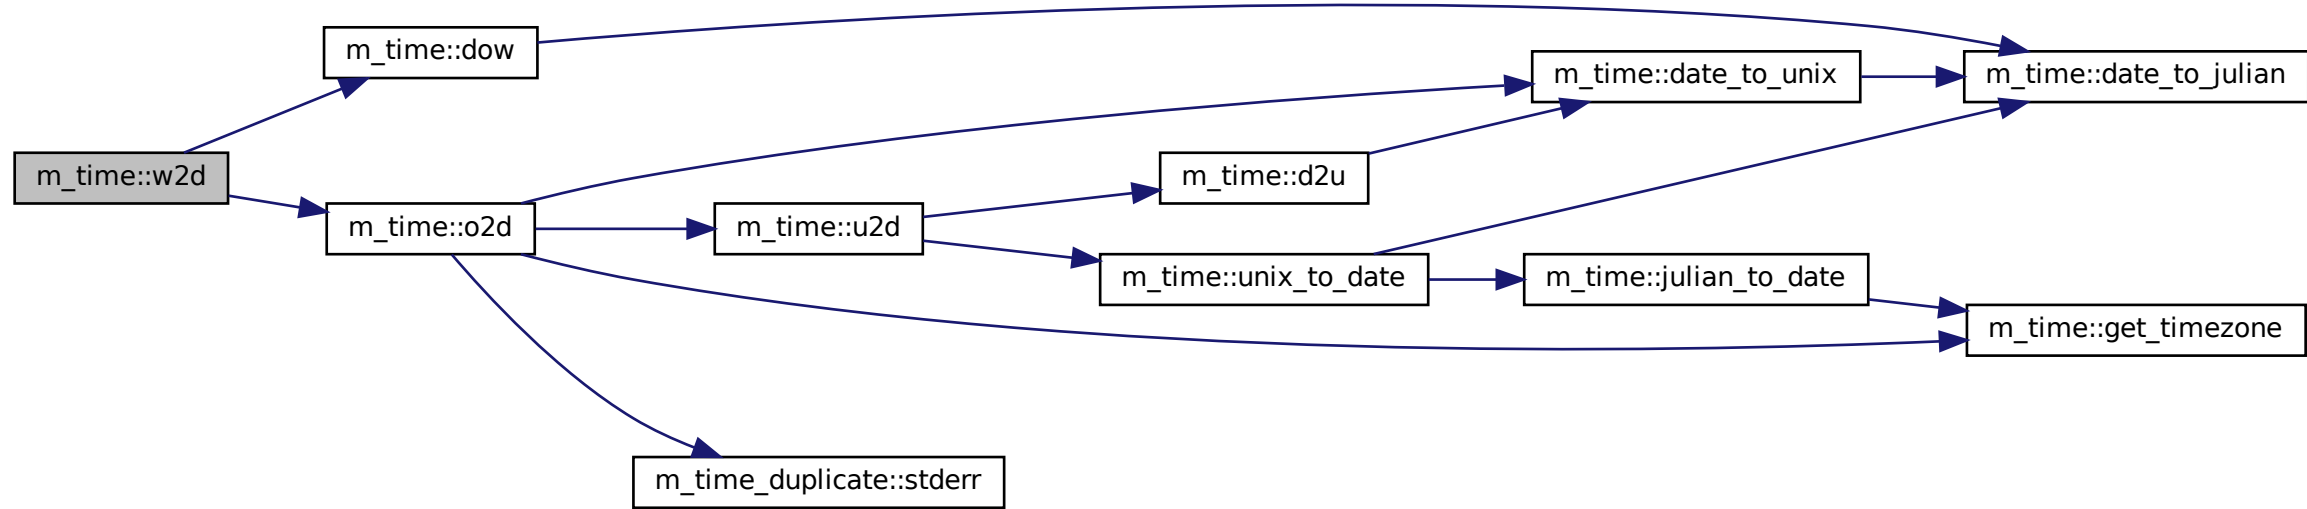 m_time::w2d
m_time::dow
m_time::o2d
m_time::u2d
m_time_duplicate::stderr
m_time::d2u
m_time::unix_to_date
m_time::date_to_unix
m_time::julian_to_date
m_time::date_to_julian
m_time::get_timezone